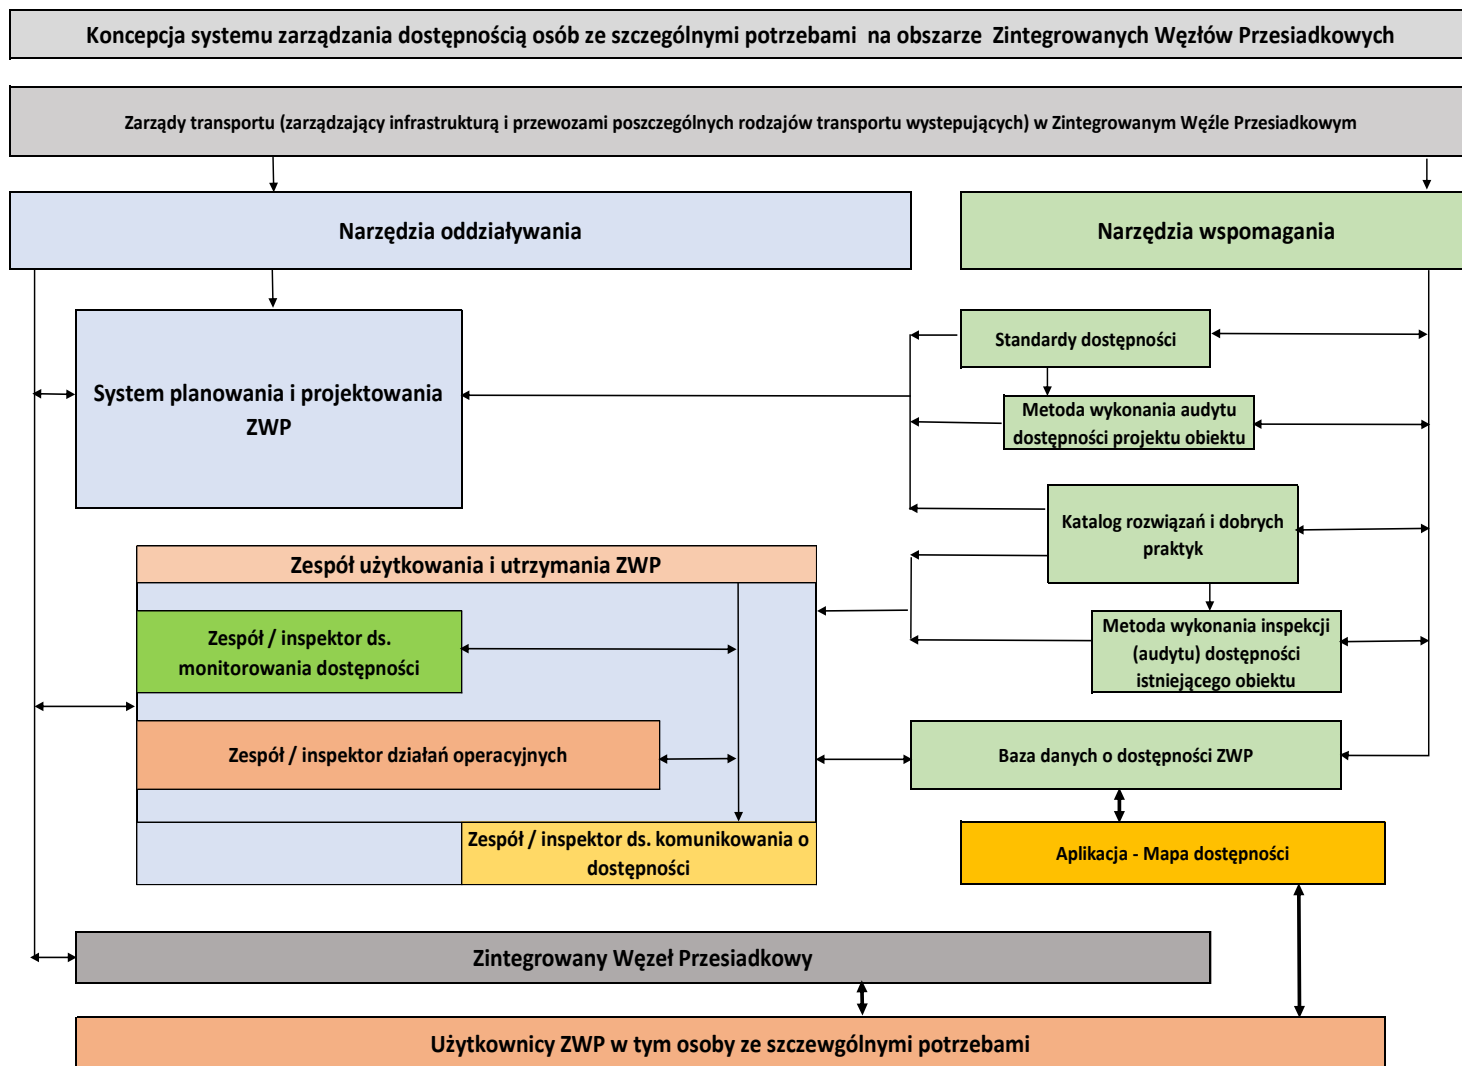 Koncepcja systemu zarządzania dostępnością osób ze szczególnymi potrzebami na obszarze Zintegrowanych Węzłów Przesiadkowych
Zarządy transportu (zarządzający infrastrukturą i przewozami poszczególnych rodzajów transportu wystepujących) w Zintegrowanym Węźle Przesiadkowym
Narzędzia oddziaływania
Narzędzia wspomagania
System planowania i projektowania
ZWP
Standardy dostępności
Metoda wykonania audytu
dostępności projektu obiektu
Katalog rozwiązań i dobrych
praktyk
Metoda wykonania inspekcji
(audytu) dostępności
istniejącego obiektu
Zespół użytkowania i utrzymania ZWP
Zespół / inspektor ds.
monitorowania dostępności
Zespół / inspektor działań operacyjnych
Zespół / inspektor ds. komunikowania o
dostępności
Baza danych o dostępności ZWP
Aplikacja - Mapa dostępności
Zintegrowany Węzeł Przesiadkowy
Użytkownicy ZWP w tym osoby ze szczewgólnymi potrzebami